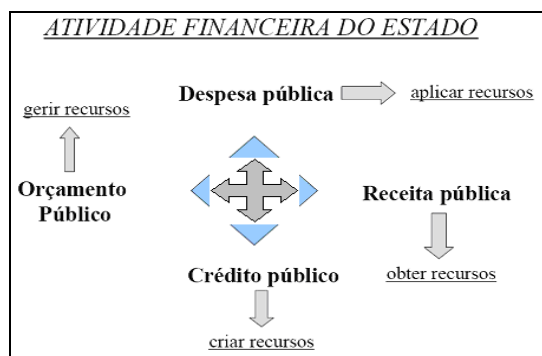 ATIVIDADE FINANCEIRA DO ESTADO
Despesa pública
aplicar recursos
gerir recursos
Orçamento
Público
Receita pública
obter recursos
Crédito público
criar recursos